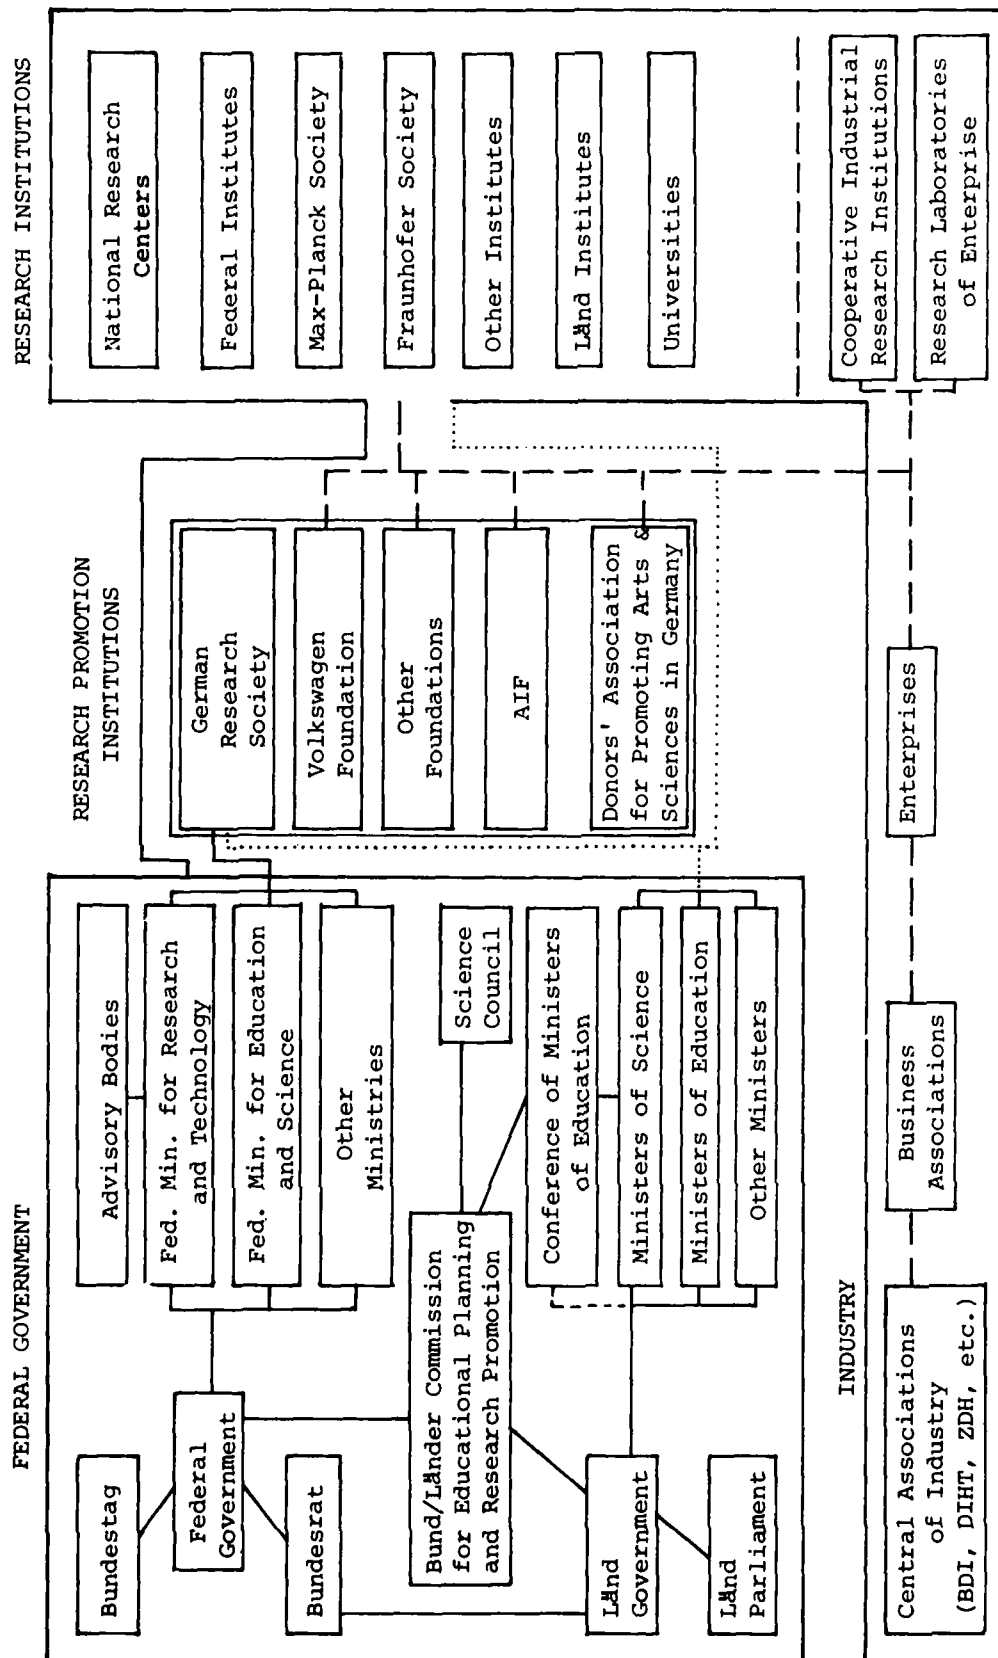 FEDERAL GOVERNMENT
Bundestag
Federal
Government
Bundesrat
Advisory Bodies
Fed. Min. for Research
and Technology
Fed. Min. for Education
and Science
Other
Ministries
Bund/Länder Commission
for Educational Planning
and Research Promotion
Science
Council
Conference of Ministers
of Education
Länd
Government
Länd
Parliament
Ministers of Science
Ministers of Education
Other Ministers
RESEARCH PROMOTION
INSTITUTIONS
German
Research
Society
Volkswagen
Foundation
Other
Foundations
AIF
Donors' Association
for Promoting Arts &
Sciences in Germany
RESEARCH INSTITUTIONS
National Research
Centers
Federal Institutes
Max-Planck Society
Fraunhofer Society
Other Institutes
Länd Institutes
Universities
Cooperative Industrial
Research Institutions
Research Laboratories
of Enterprise
INDUSTRY
Central Associations
of Industry
(BDI, DIHT, ZDH, etc.)
Business
Associations
Enterprises